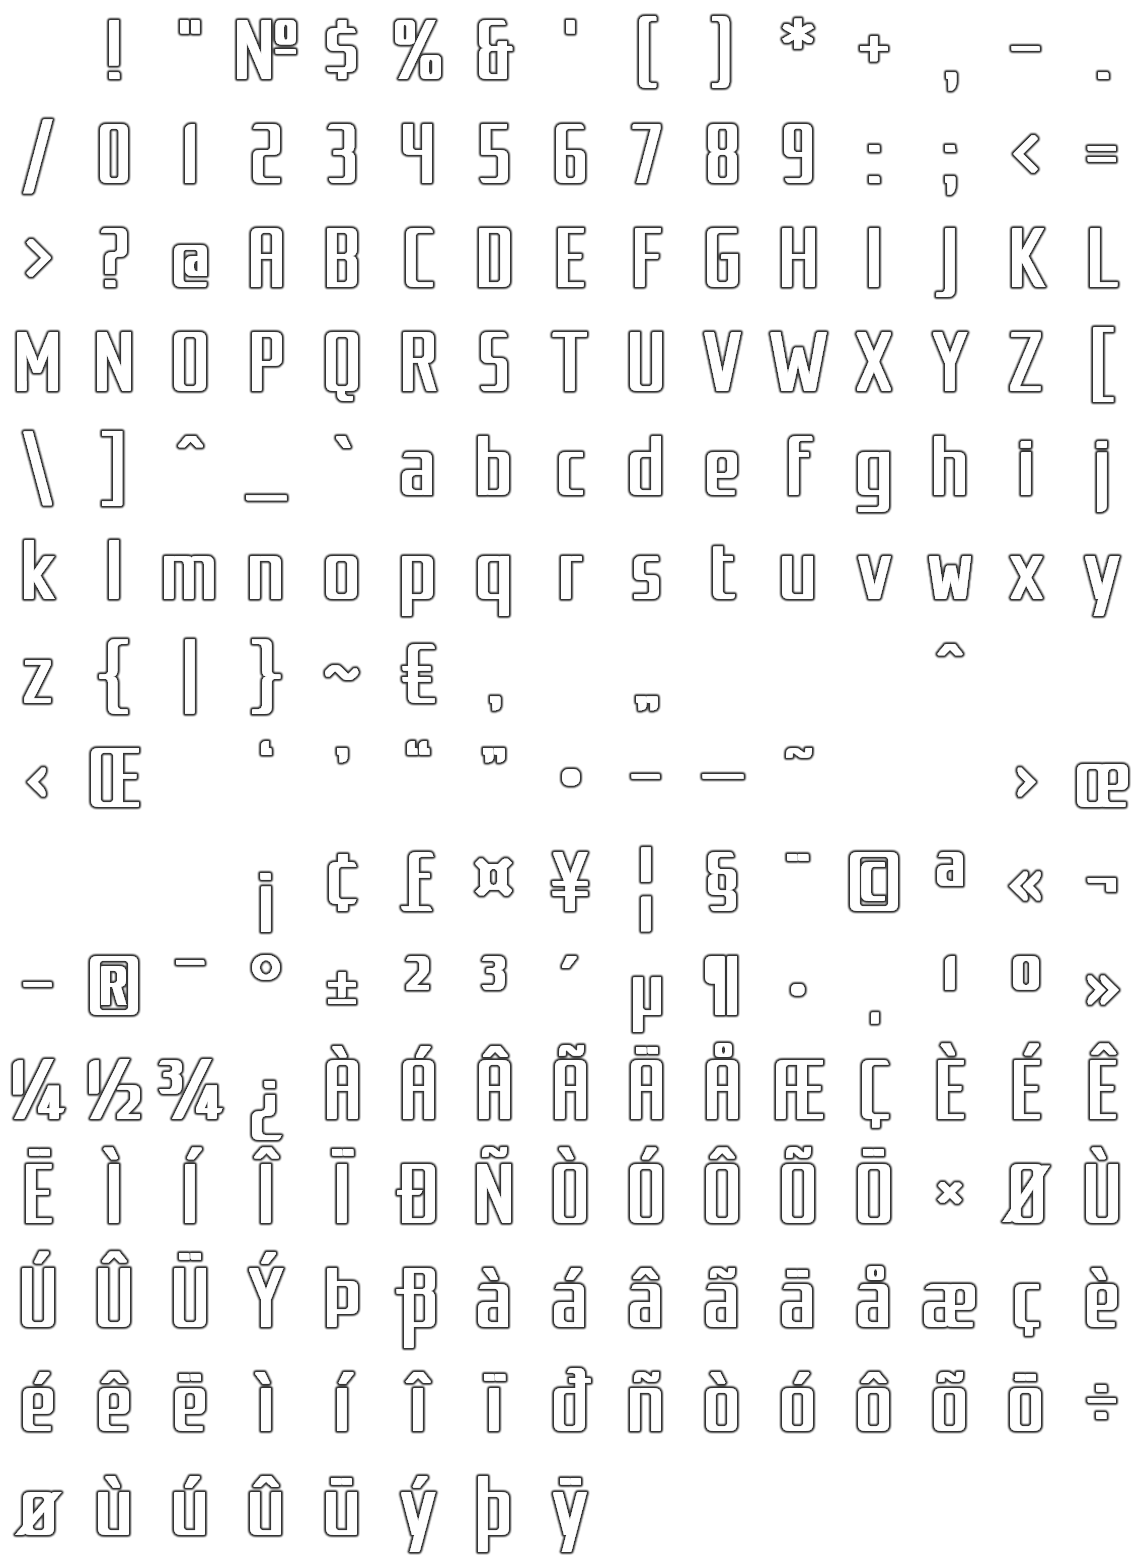 ! " № $ % & ' ( ) * + , – .
/ 0 1 2 3 4 5 6 7 8 9 : ; < =
> ? @ A B C D E F G H I J K L
M N O P Q R S T U V W X Y Z [
\ ] ^ _ ` a b c d e f g h i j
k l m n o p q r s t u v w x y
z { | } ~ € ‚ „ ˆ
‹ Œ ‘ ’ “ ” • – — ˜ › œ
¡ ¢ £ ¤ ¥ ¦ § ¨ © ª « ¬
- ® ¯ ° ± ² ³ ´ µ ¶ · . ¹ º »
¼ ½ ¾ ¿ À Á Â Ã Ä Å Æ Ç È É Ê
Ë Ì Í Î Ï Ð Ñ Ò Ó Ô Õ Ö × Ø Ù
Ú Û Ü Ý Þ ß à á â ã ä å æ ç è
é ê ë ì í î ï ð ñ ò ó ô õ ö ÷
ø ù ú û ü ý þ ÿ